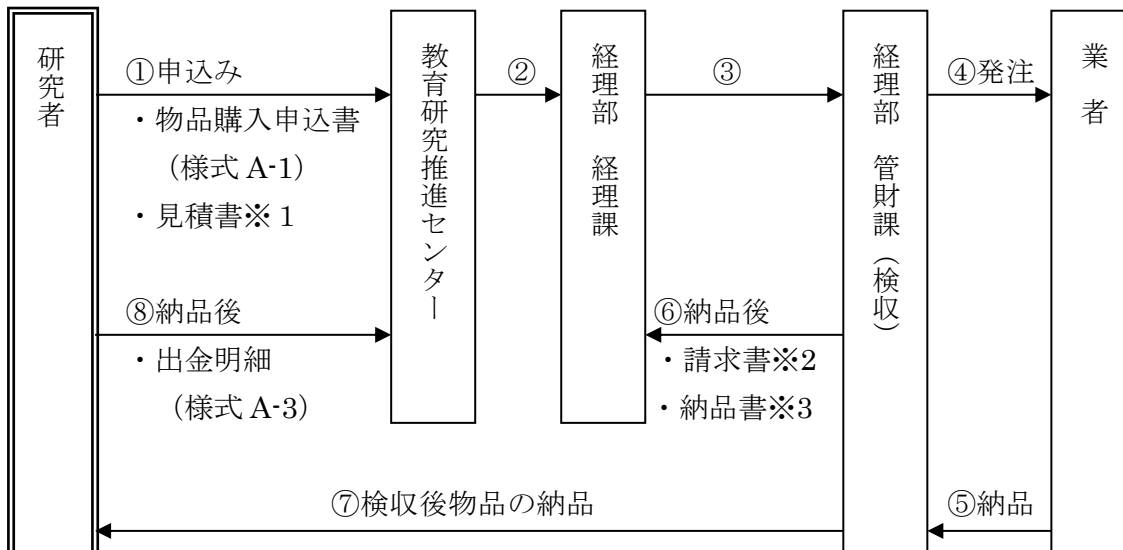 研究者
①申込み
・物品購入申込書
（様式 A-1）
・見積書※１
教育研究推進センター
②
経理部　経理課
③
経理部　管財課（検収）
④発注
業　者
⑧納品後
・出金明細
（様式 A-3）
⑥納品後
・請求書※2
・納品書※3
⑦検収後物品の納品
⑤納品